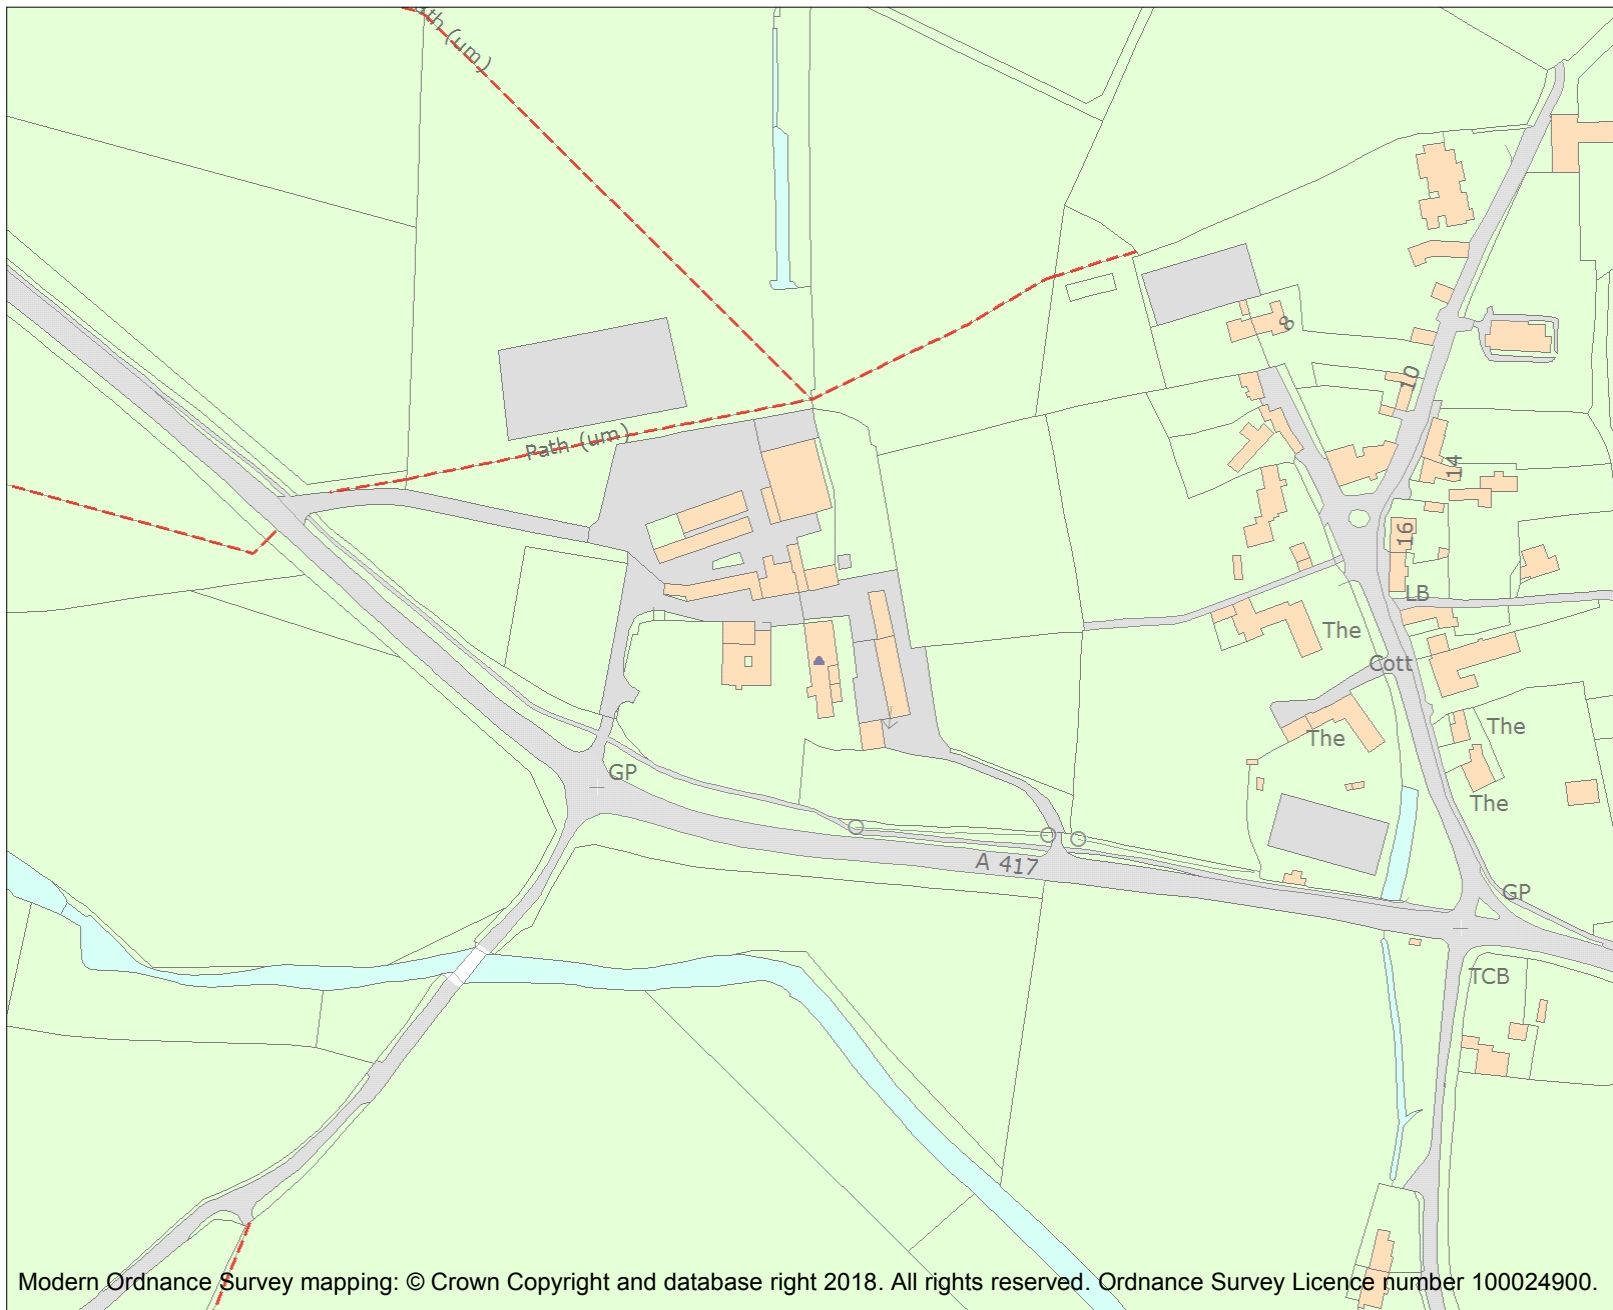 th (um)
8
10
Path (um)
14
16
LB
The
Cott
The
The
GP
The
A 417
GP
TCB
Modern Ordnance Survey mapping: © Crown Copyright and database right 2018. All rights reserved. Ordnance Survey Licence number 100024900.